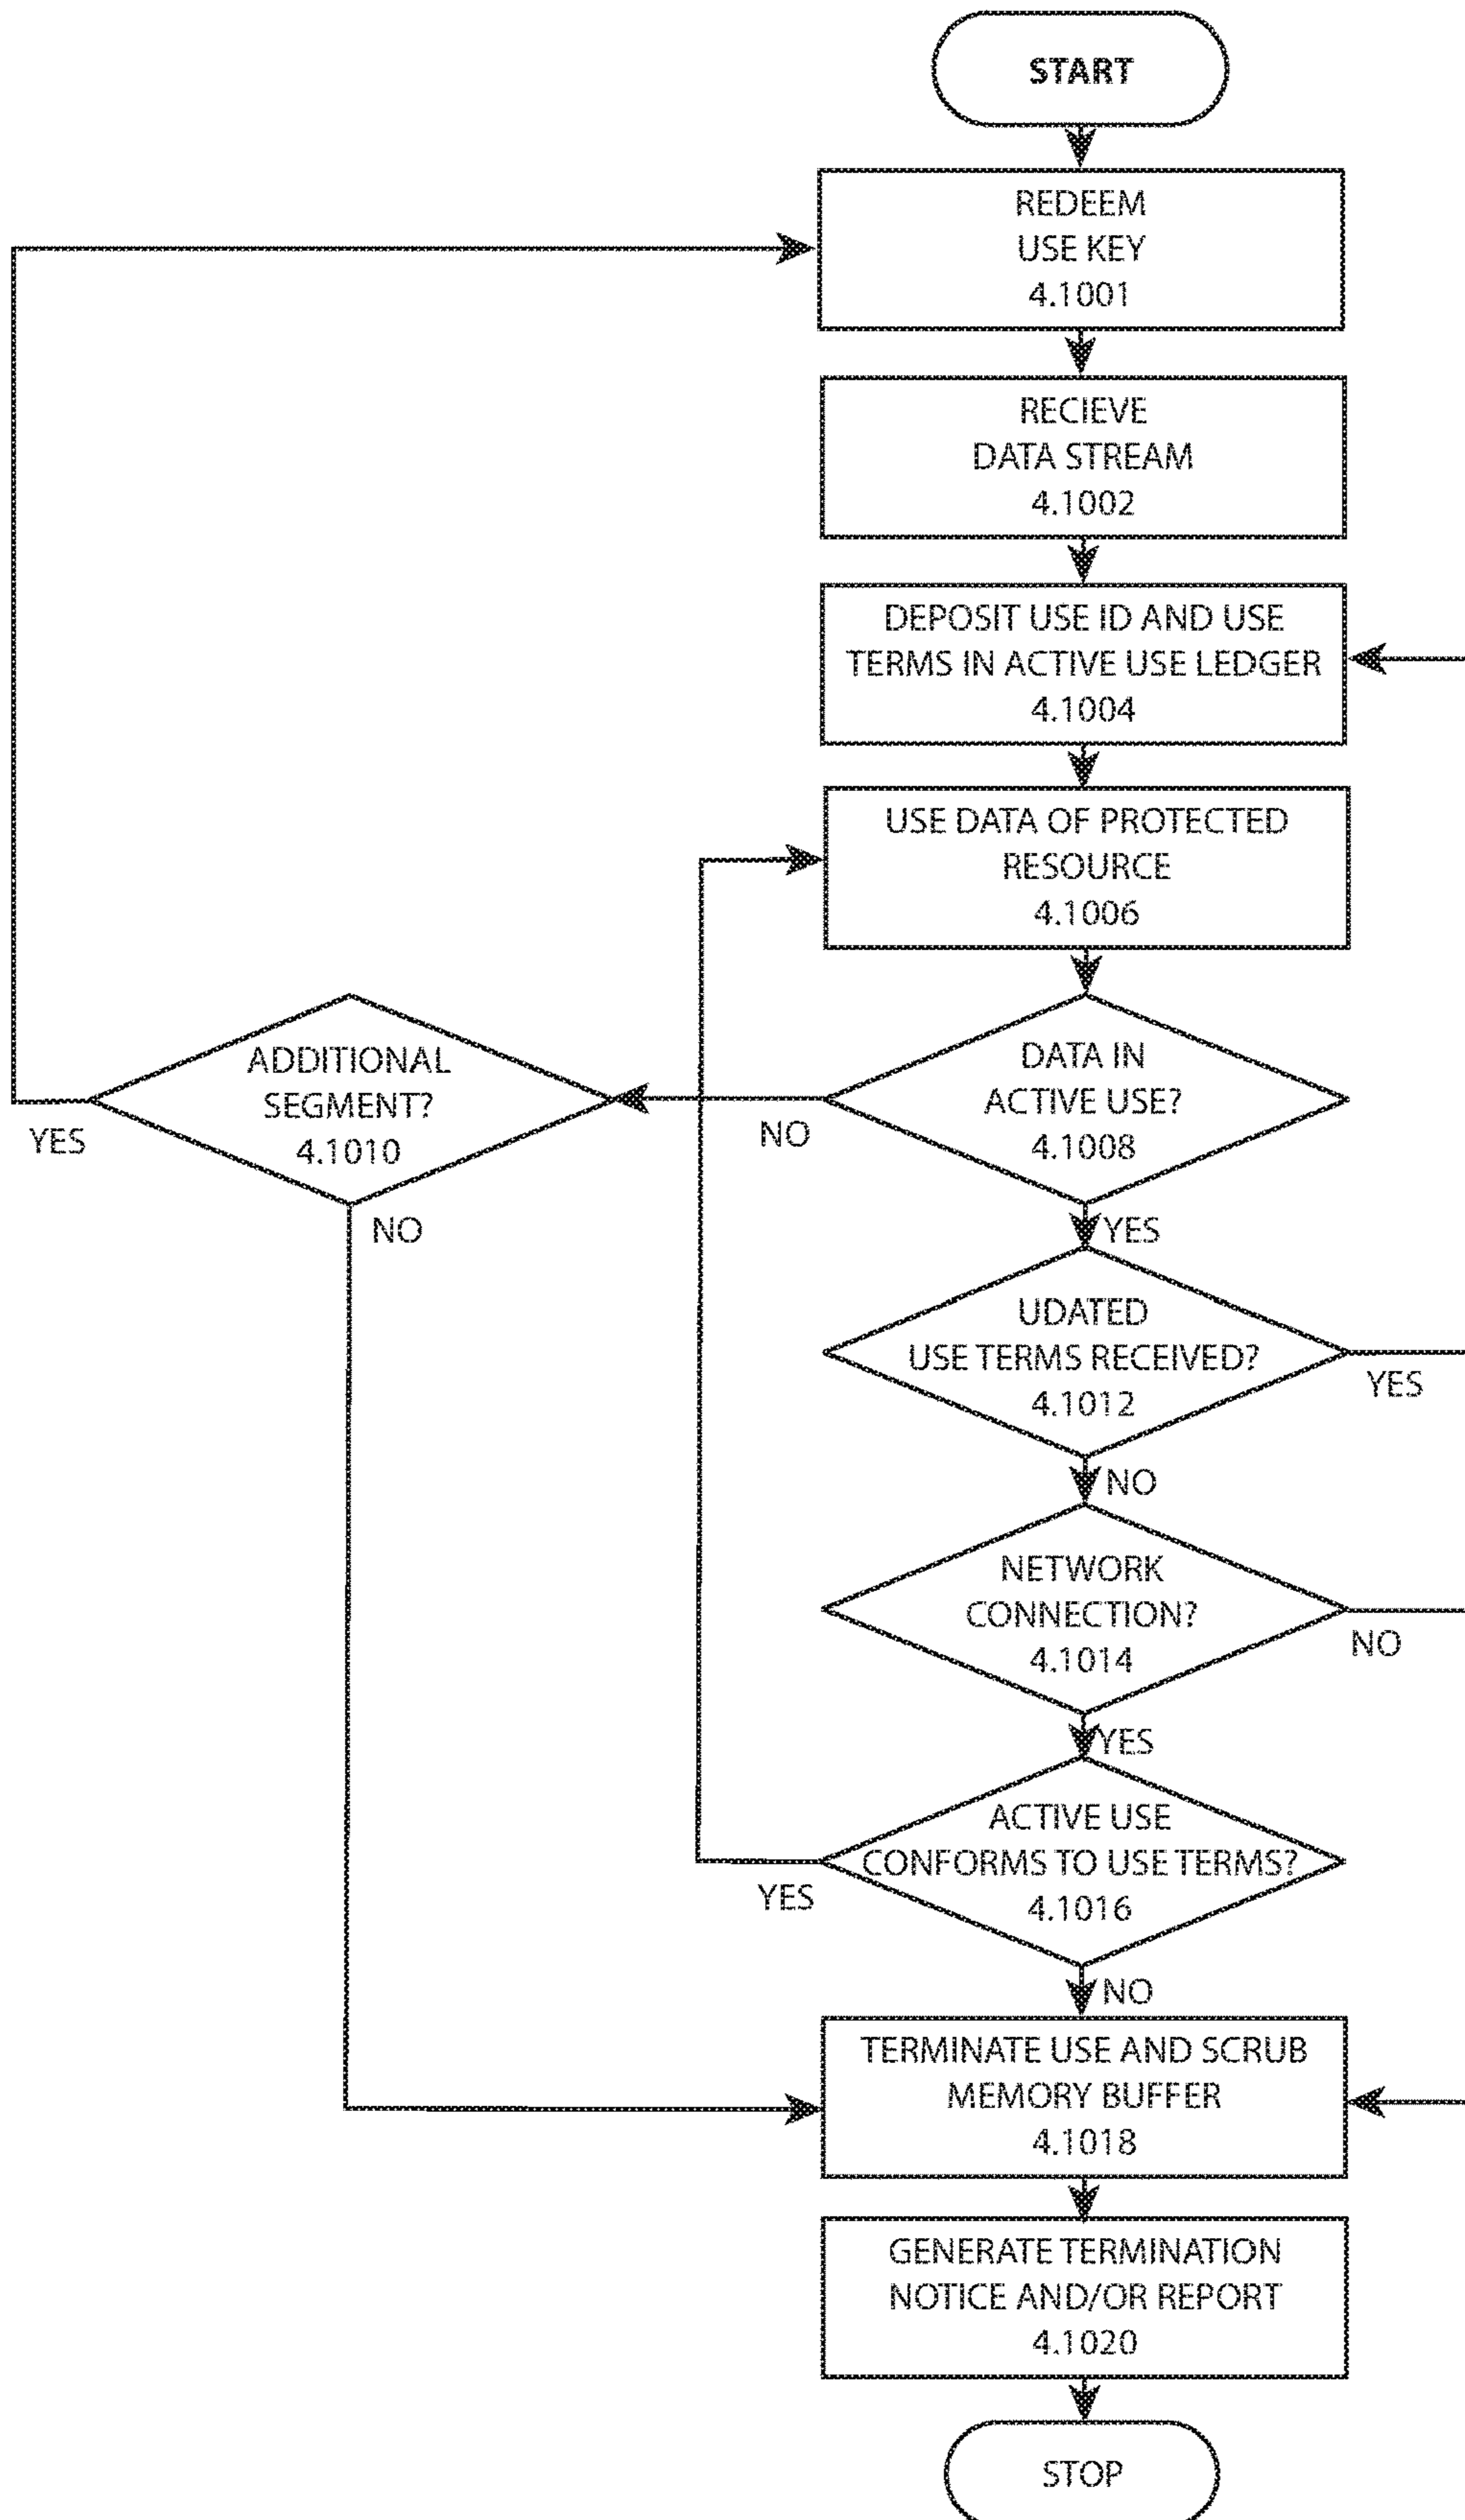 START
REDEEM
USE KEY
4.1001
RECIEVE
DATA STREAM
4.1002
DEPOSIT USE ID AND USE
TERMS IN ACTIVE USE LEDGER
4.1004
USE DATA OF PROTECTED
RESOURCE
4.1006
ADDITIONAL
SEGMENT?
4.1010
YES
NO
DATA IN
ACTIVE USE?
4.1008
NO
YES
UDATED
USE TERMS RECEIVED?
4.1012
YES
NO
NETWORK
CONNECTION?
4.1014
NO
YES
ACTIVE USE
CONFORMS TO USE TERMS?
4.1016
YES
NO
TERMINATE USE AND SCRUB
MEMORY BUFFER
4.1018
GENERATE TERMINATION
NOTICE AND/OR REPORT
4.1020
STOP